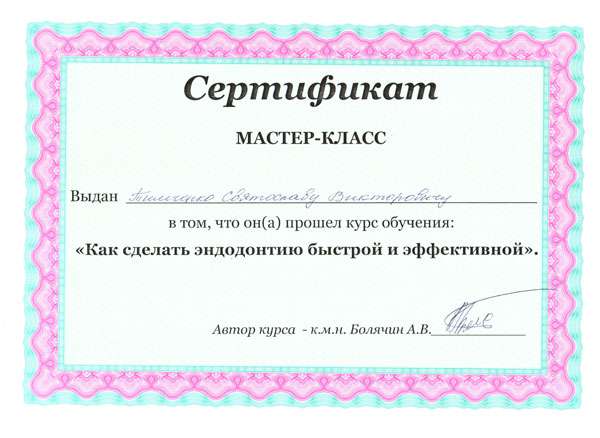 Сертификат
МАСТЕР-КЛАСС
Выдан Тимченко Святославу Викторовичу
в том, что он(а) прошел курс обучения:
«Как сделать эндодонтию быстрой и эффективной».
Автор курса - к.м.н. Болячин А.В.